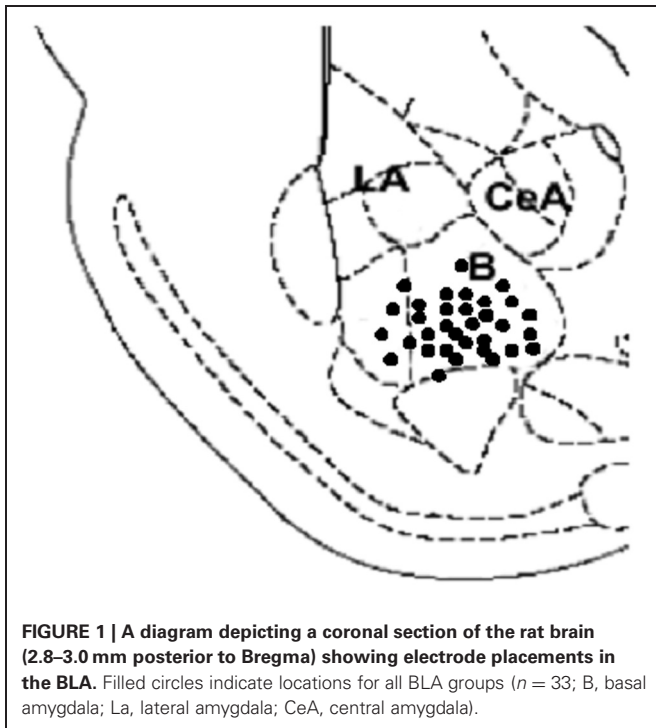 LA
CeA
B
FIGURE 1 | A diagram depicting a coronal section of the rat brain
(2.8–3.0 mm posterior to Bregma) showing electrode placements in
the BLA. Filled circles indicate locations for all BLA groups (n = 33; B, basal
amygdala; La, lateral amygdala; CeA, central amygdala).